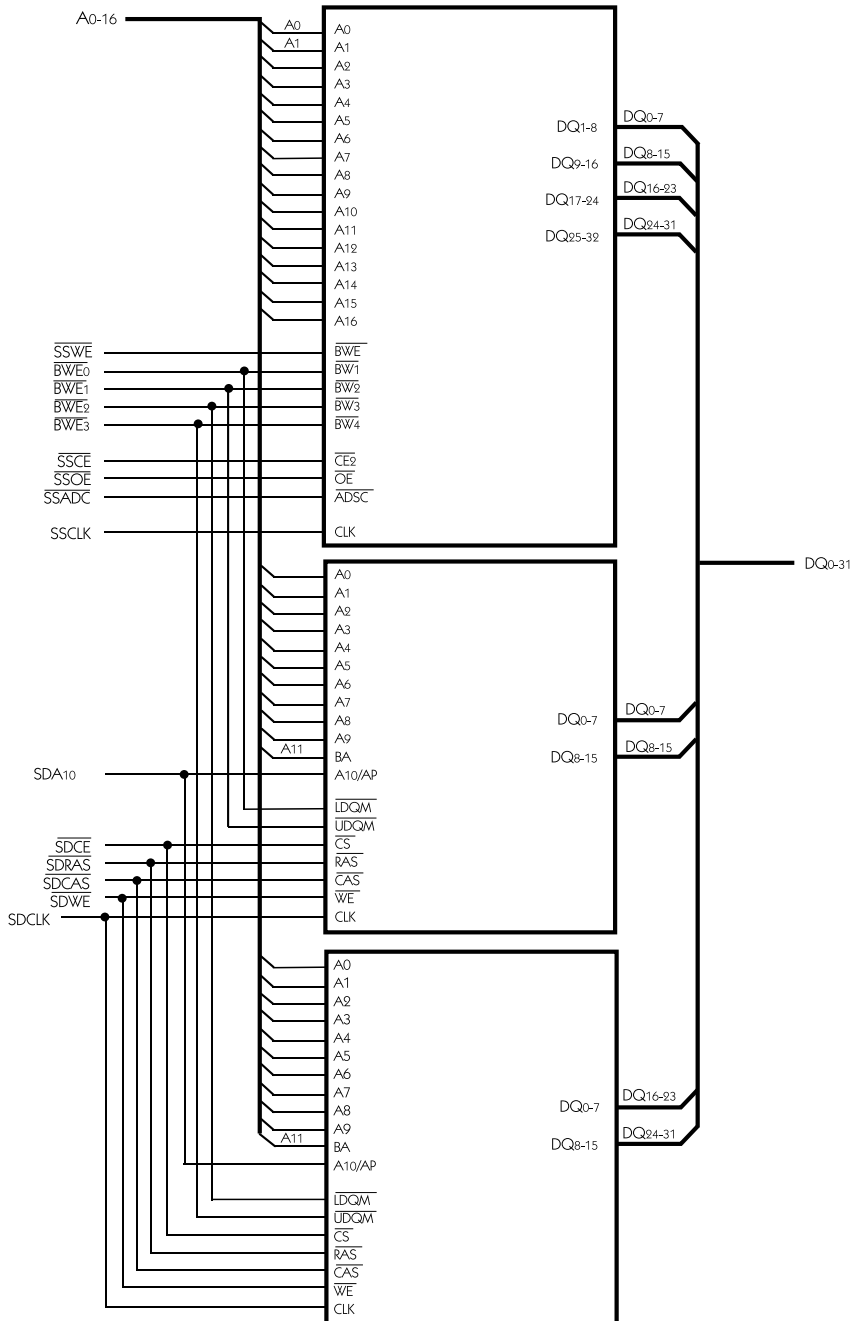 A0-16
A0 A0
A1 A1
A2
A3
A4
A5
A6
A7
A8
A9
A10
A11
A12
A13
A14
A15
A16
DQ1-8 DQ0-7
DQ9-16 DQ8-15
DQ17-24 DQ16-23
DQ25-32 DQ24-31
SSWE BWE
BWE0 BW1
BWE1 BW2
BWE2 BW3
BWE3 BW4
SSCE CE2
SSOE OE
SSADC ADSC
SSCLK CLK
DQ0-31
A0
A1
A2
A3
A4
A5
A6
A7
A8
A9
A11 BA
DQ0-7 DQ0-7
DQ8-15 DQ8-15
SDA10 A10/AP
LDQM
UDQM
SDCE CS
SDRAS RAS
SDCAS CAS
SDWE WE
SDCLK CLK
A0
A1
A2
A3
A4
A5
A6
A7
A8
A9
A11 BA
A10/AP
DQ0-7 DQ16-23
DQ8-15 DQ24-31
LDQM
UDQM
CS
RAS
CAS
WE
CLK